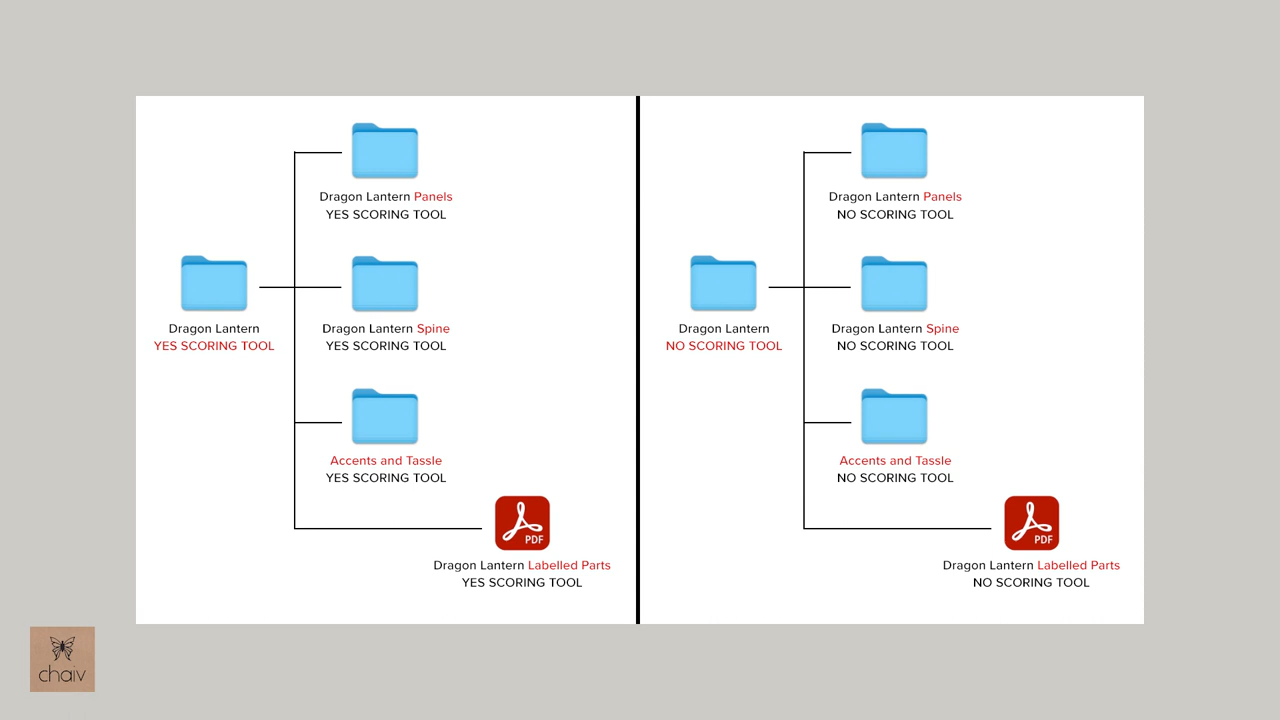 Dragon Lantern Panels
YES SCORING TOOL
Dragon Lantern
YES SCORING TOOL
Dragon Lantern Spine
YES SCORING TOOL
Accents and Tassle
YES SCORING TOOL
PDF
Dragon Lantern Labelled Parts
YES SCORING TOOL
Dragon Lantern Panels
NO SCORING TOOL
Dragon Lantern
NO SCORING TOOL
Dragon Lantern Spine
NO SCORING TOOL
Accents and Tassle
NO SCORING TOOL
PDF
Dragon Lantern Labelled Parts
NO SCORING TOOL
chaiv